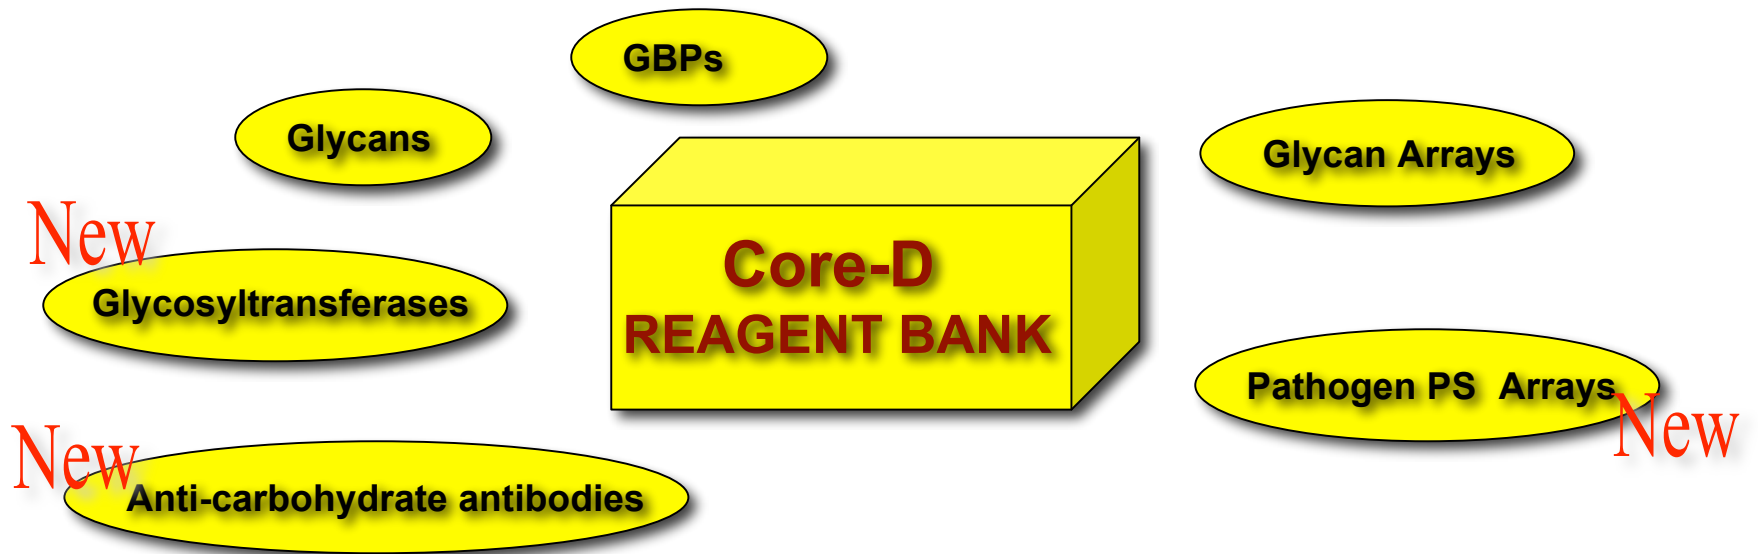 GBPs
Glycans
Glycan Arrays
New
Glycosyltransferases
Core-D
REAGENT BANK
Pathogen PS Arrays
New
New
Anti-carbohydrate antibodies